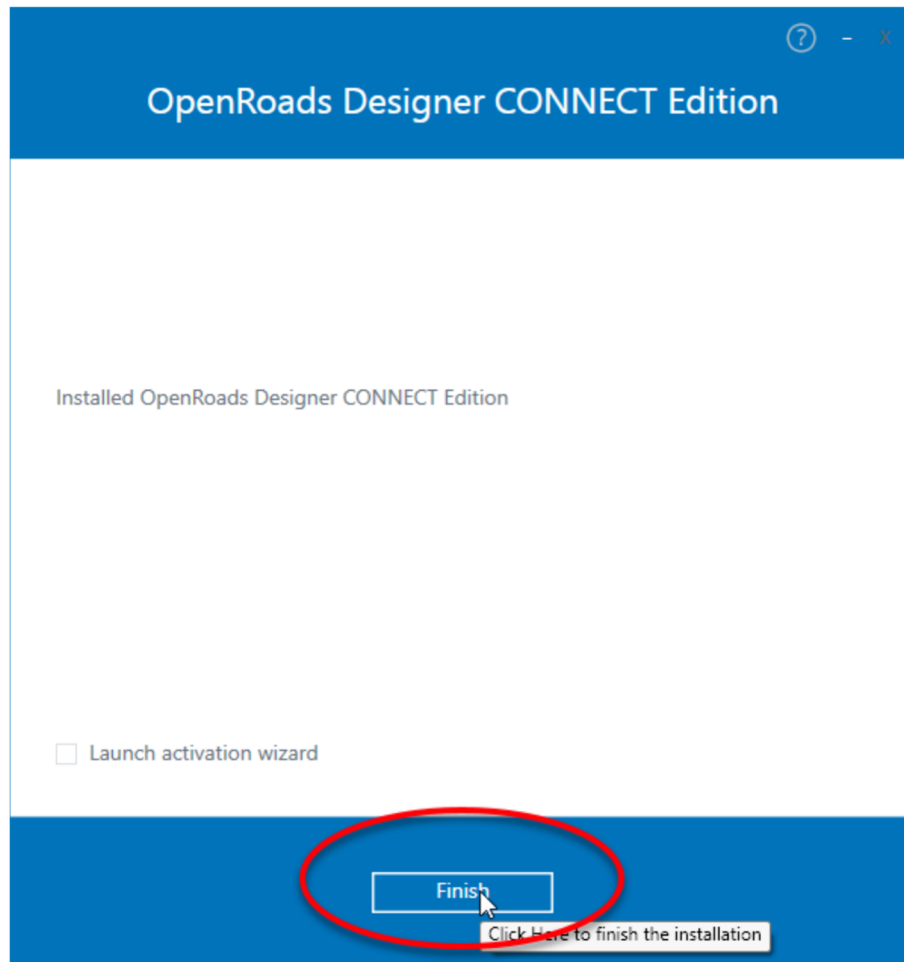 ? – X
OpenRoads Designer CONNECT Edition
Installed OpenRoads Designer CONNECT Edition
Launch activation wizard
Finish
Click Here to finish the installation